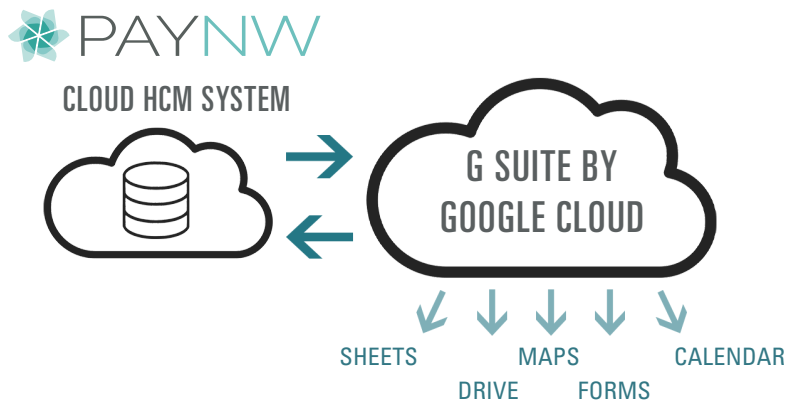 PAYNW
CLOUD HCM SYSTEM
G SUITE BY
GOOGLE CLOUD
SHEETS
MAPS
CALENDAR
DRIVE
FORMS